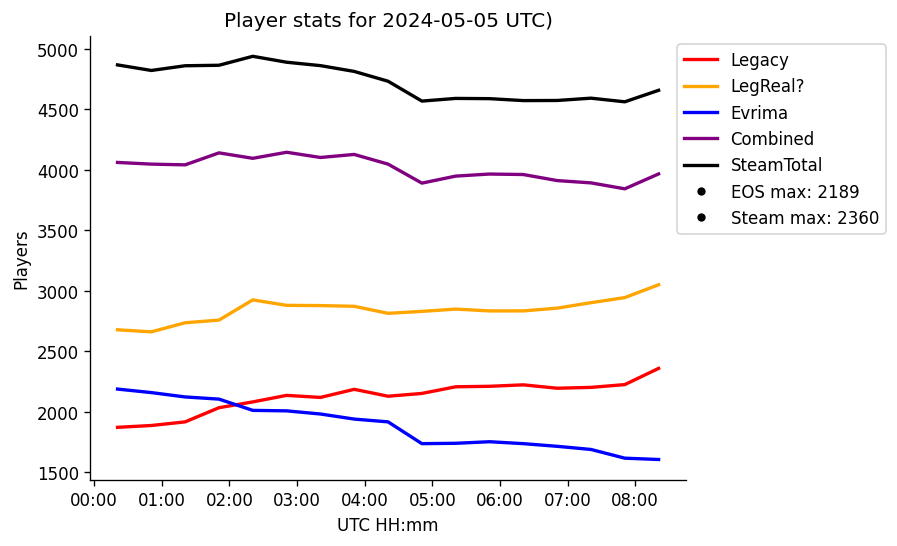 Player stats for 2024-05-05 UTC)
5000
4500
4000
3500
3000
2500
2000
1500
Players
00:00 01:00 02:00 03:00 04:00 05:00 06:00 07:00 08:00
UTC HH:mm
Legacy
LegReal?
Evrima
Combined
SteamTotal
EOS max: 2189
Steam max: 2360